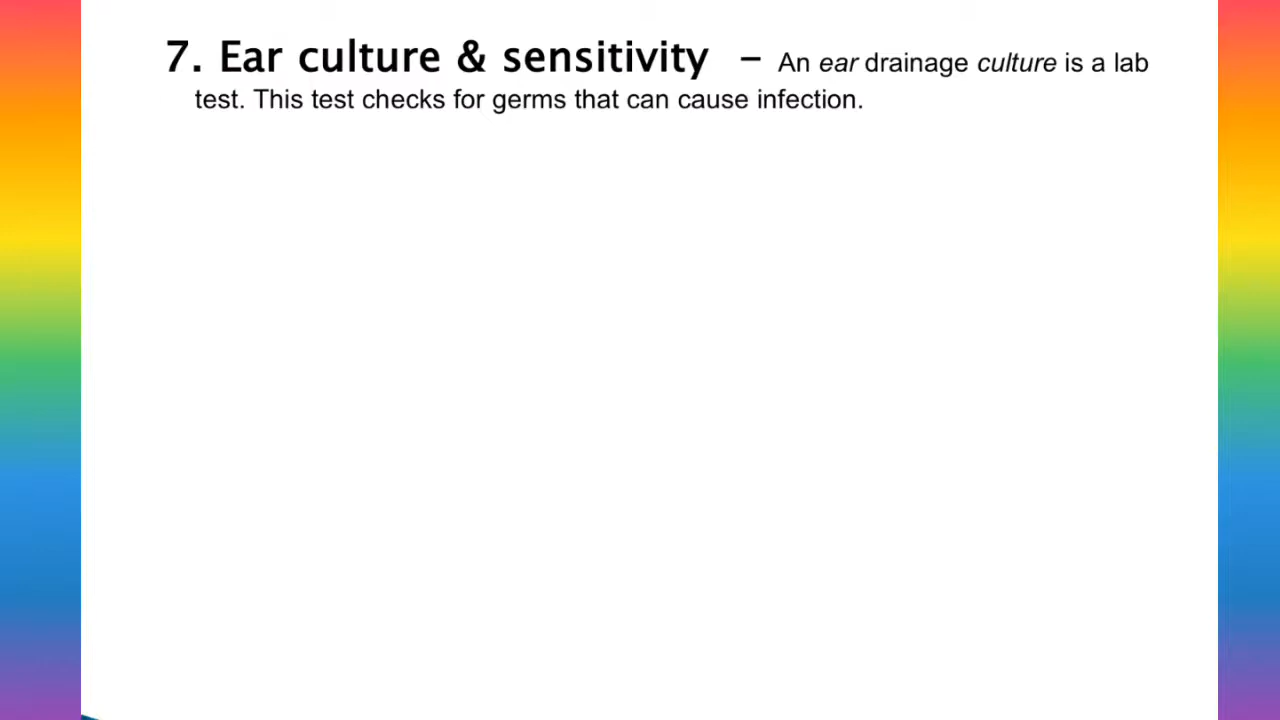 7. Ear culture & sensitivity – An ear drainage culture is a lab
test. This test checks for germs that can cause infection.